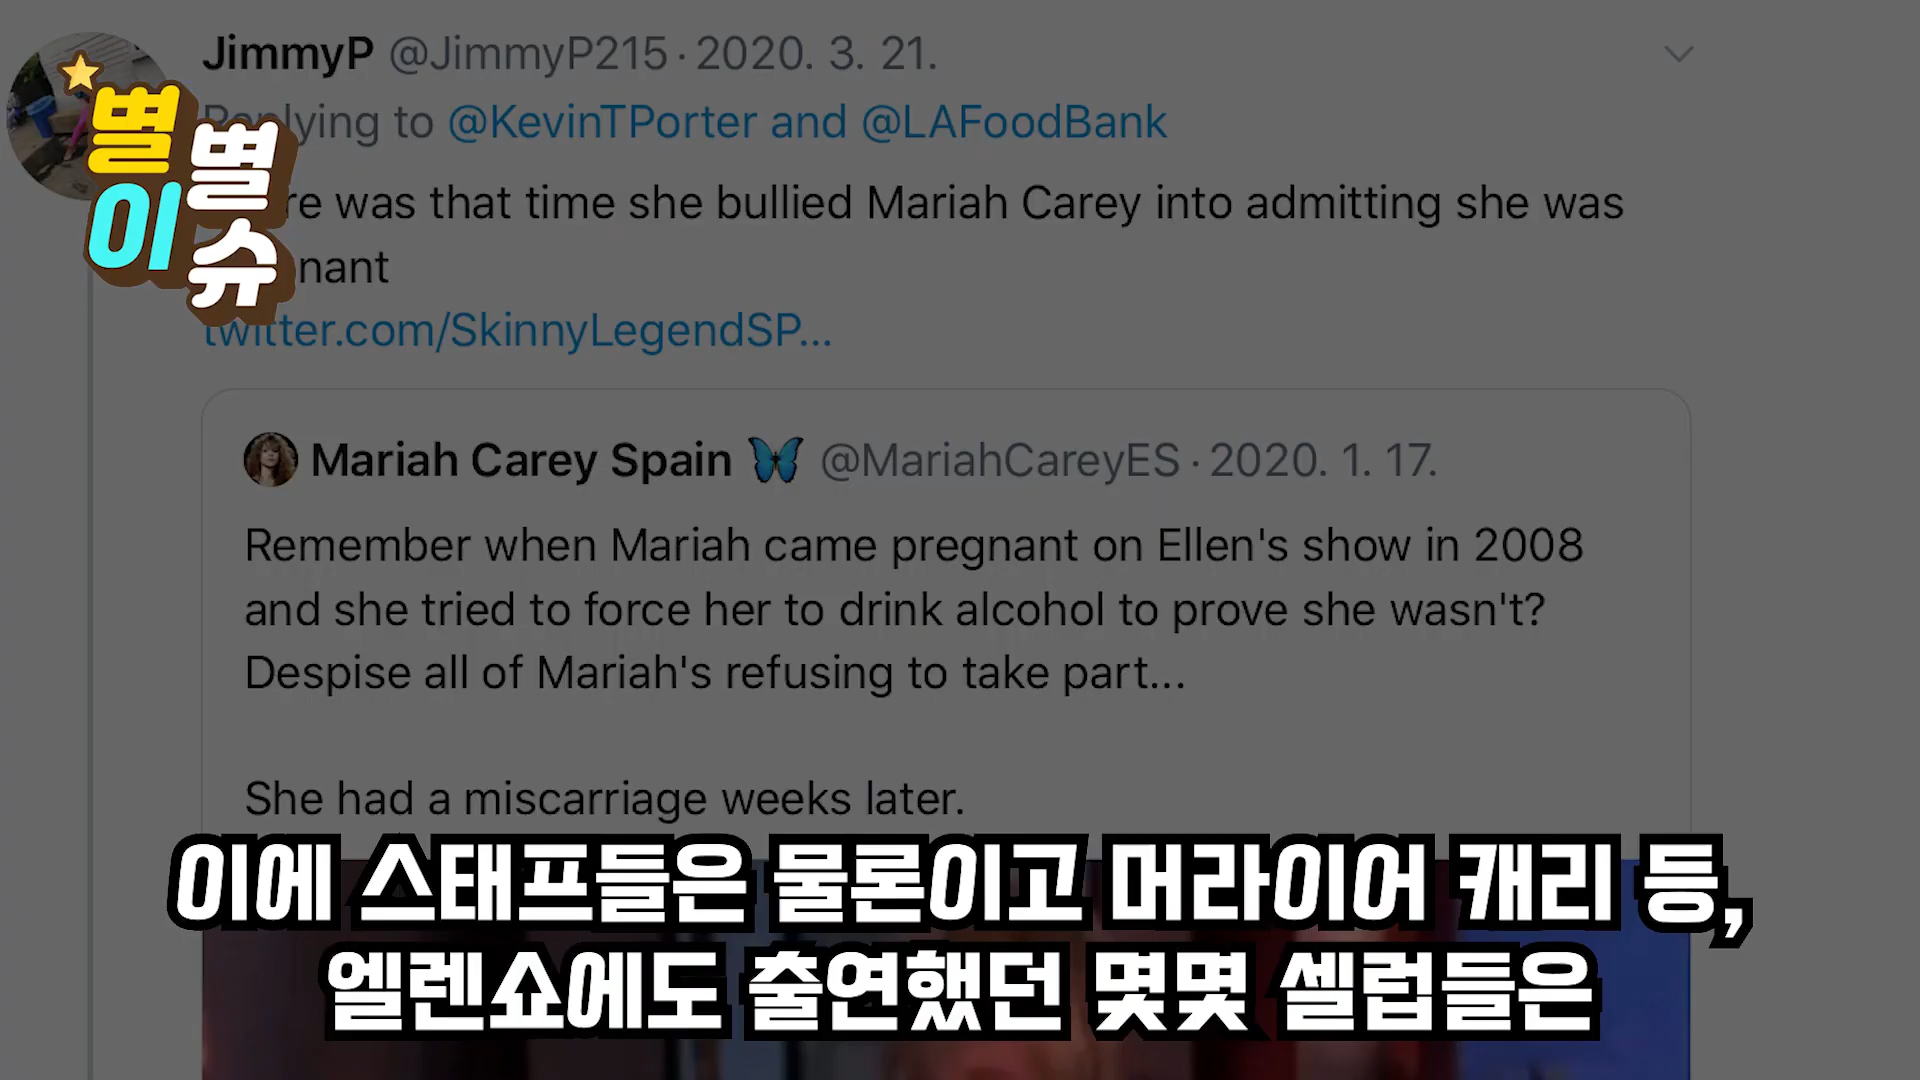 JimmyP @JimmyP215 · 2020. 3. 21.
별별
이슈
lying to @KevinTPorter and @LAFoodBank
was that time she bullied Mariah Carey into admitting she was
twitter.com/SkinnyLegendSP...
Mariah Carey Spain 🦋 @MariahCareyES · 2020. 1. 17.
Remember when Mariah came pregnant on Ellen's show in 2008
and she tried to force her to drink alcohol to prove she wasn't?
Despise all of Mariah's refusing to take part...
She had a miscarriage weeks later.
이에 스태프들은 물론이고 머라이어 캐리 등,
엘렌쇼에도 출연했던 몇몇 셀럽들은